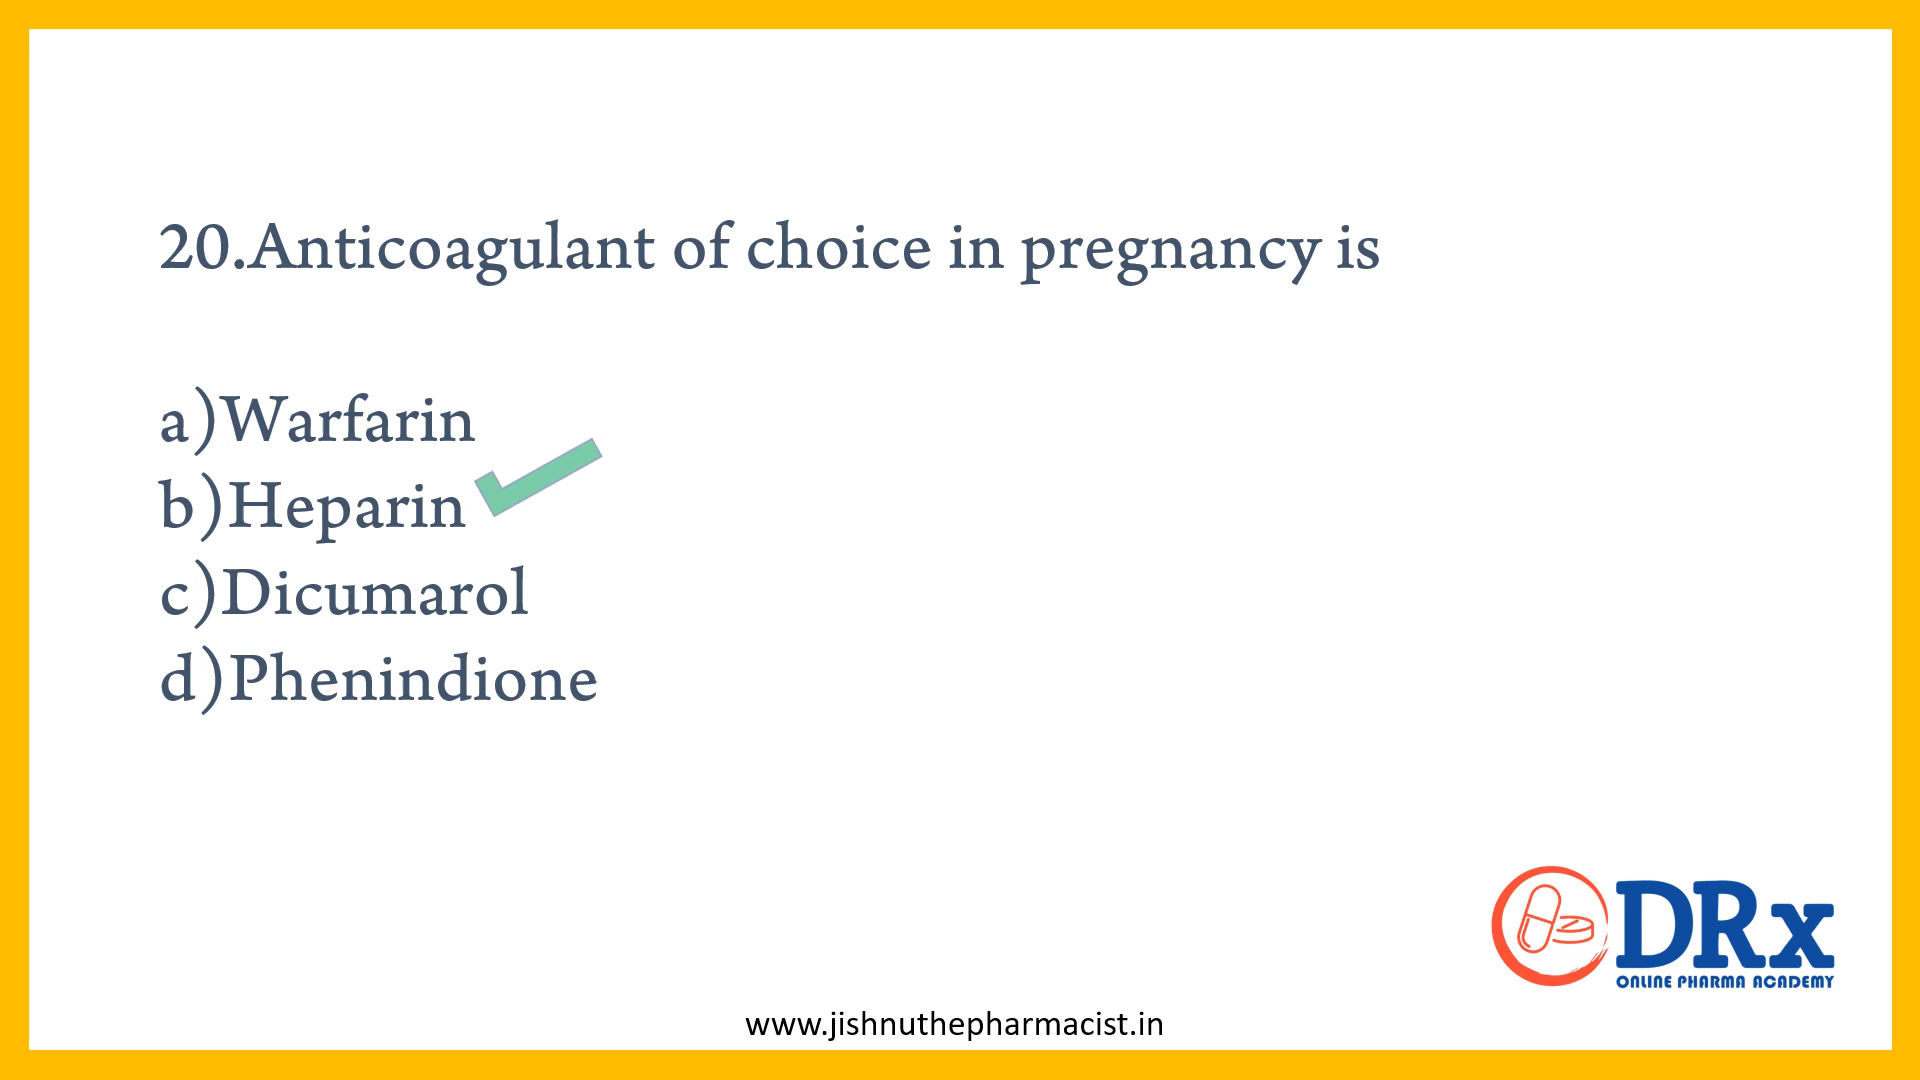 20.Anticoagulant of choice in pregnancy is
a)Warfarin
b)Heparin
c)Dicumarol
d)Phenindione
DRx
ONLINE PHARMA ACADEMY
www.jishnuthepharmacist.in